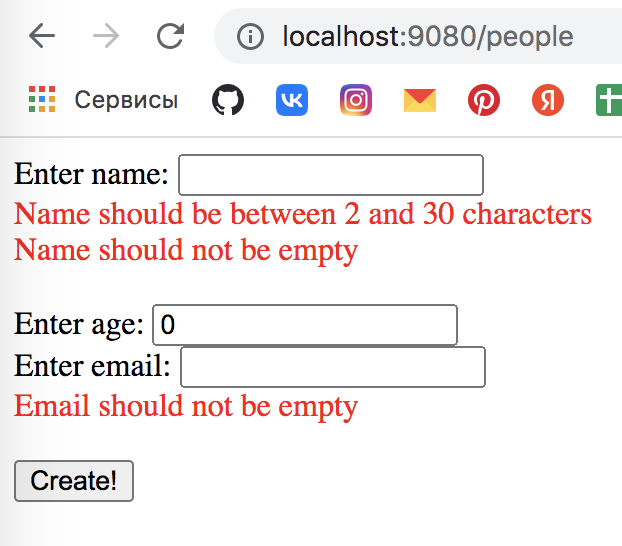 localhost:9080/people
Сервисы
Enter name:
Name should be between 2 and 30 characters
Name should not be empty
Enter age: 0
Enter email:
Email should not be empty
Create!